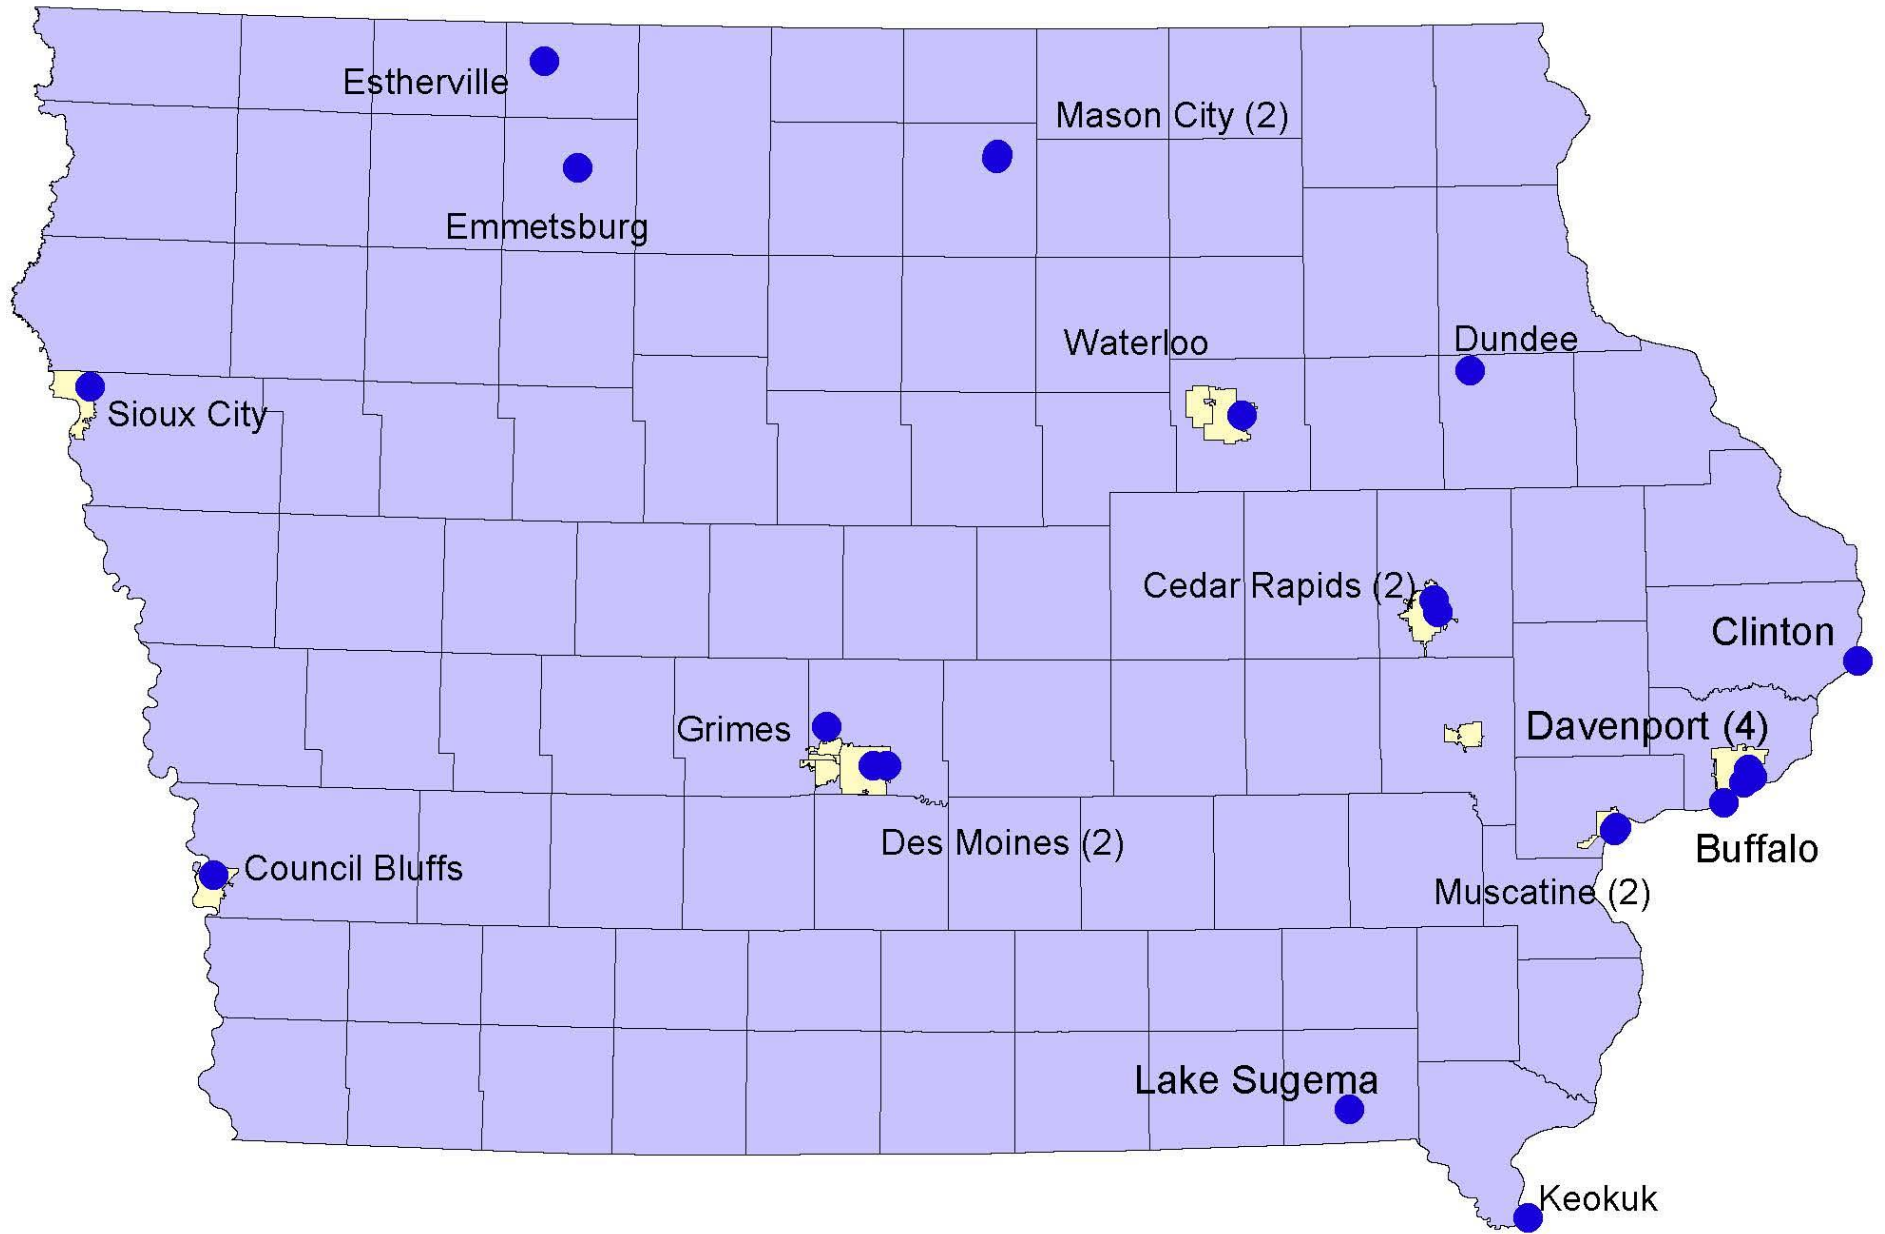 Estherville
Mason City (2)
Emmetsburg
Waterloo
Dundee
Sioux City
Cedar Rapids (2)
Clinton
Grimes
Davenport (4)
Des Moines (2)
Buffalo
Council Bluffs
Muscatine (2)
Lake Sugema
Keokuk